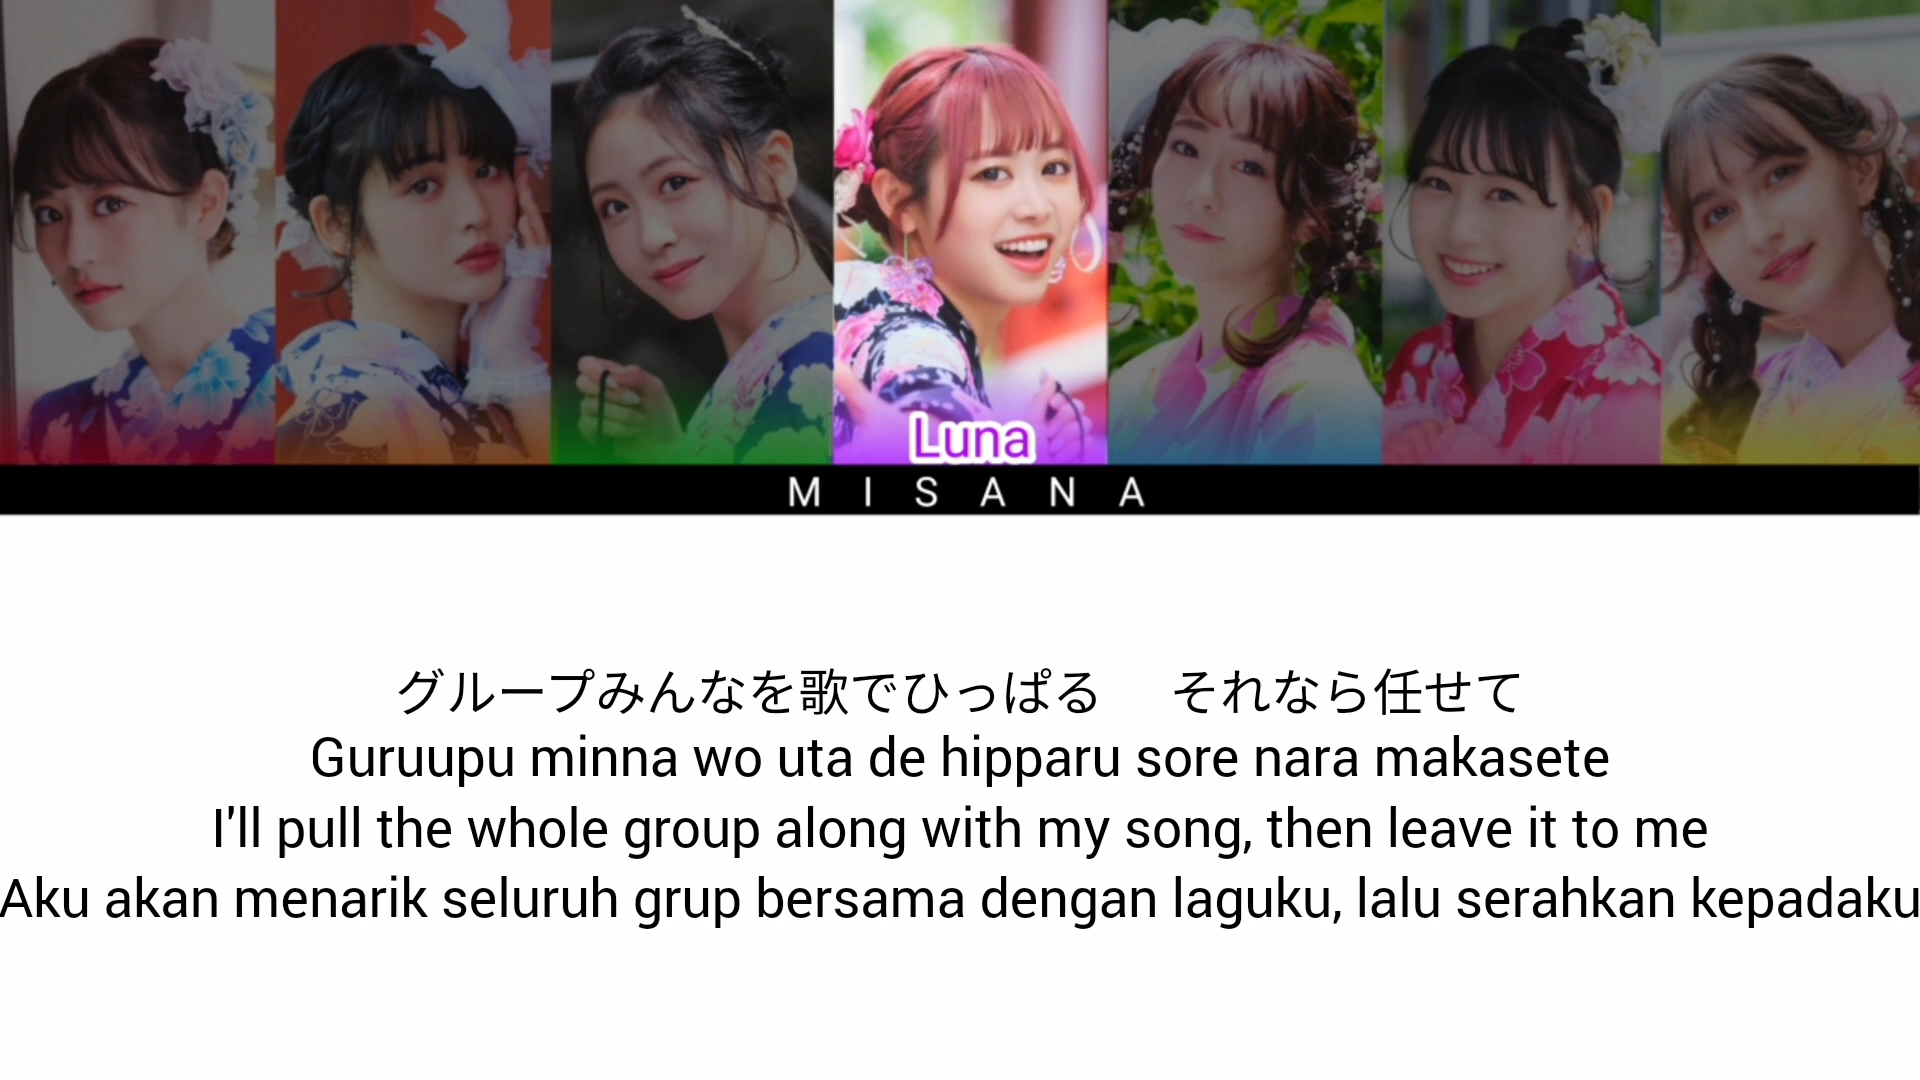 Luna
M I S A N A
グループみんなを歌でひっぱる　それなら任せて
Guruupu minna wo uta de hipparu sore nara makasete
I'll pull the whole group along with my song, then leave it to me
Aku akan menarik seluruh grup bersama dengan laguku, lalu serahkan kepadaku